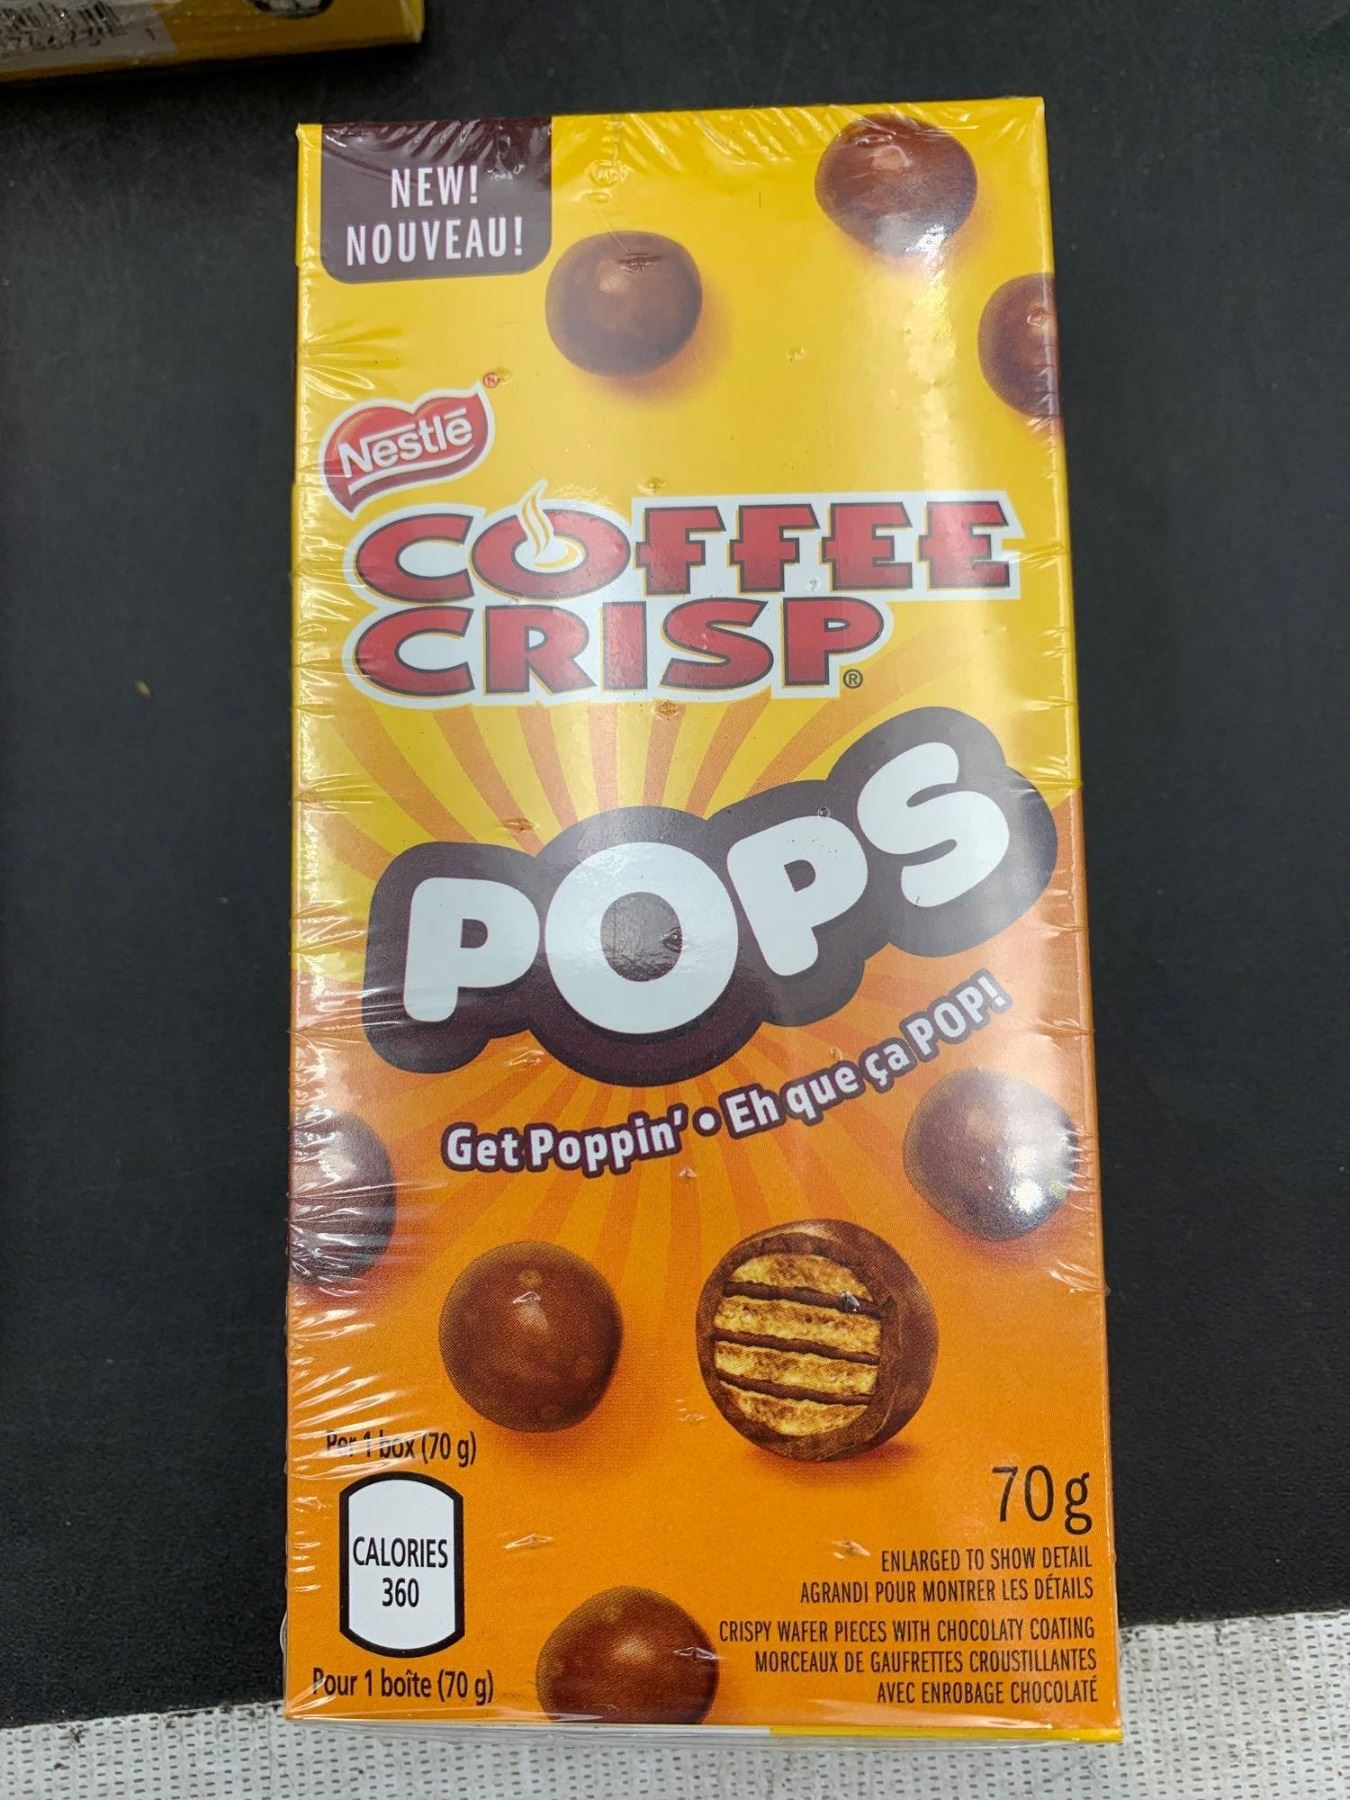 NEW!
NOUVEAU!
Nestlé
COFFEE
CRISP®
POPS
Get Poppin' • Eh que ça POP!
Per 1 box (70 g)
CALORIES
360
Pour 1 boîte (70 g)
70 g
ENLARGED TO SHOW DETAIL
AGRANDI POUR MONTRER LES DÉTAILS
CRISPY WAFER PIECES WITH CHOCOLATY COATING
MORCEAUX DE GAUFRETTES CROUSTILLANTES
AVEC ENROBAGE CHOCOLATÉ